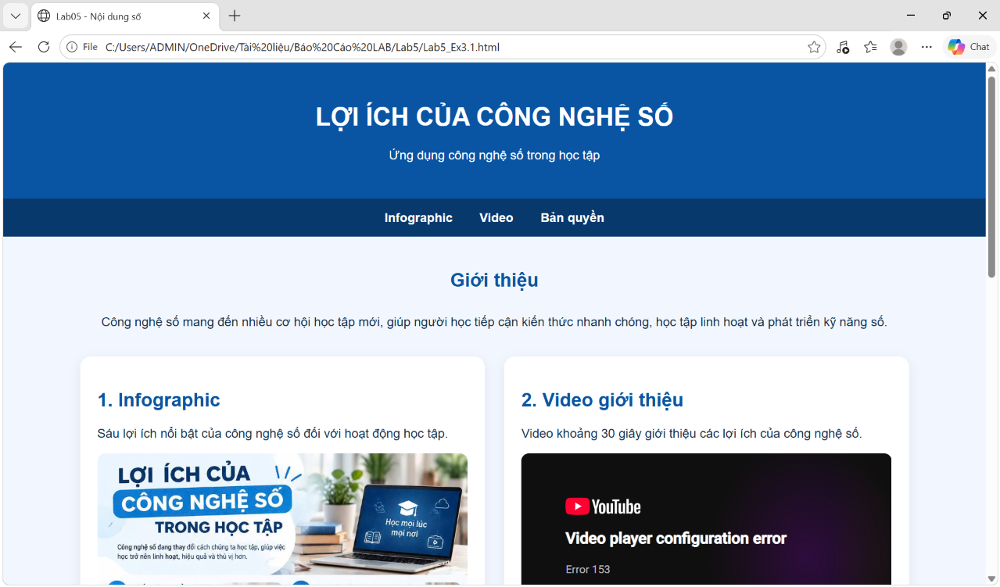 Lab05 - Nội dung số
File C:/Users/ADMIN/OneDrive/Tài%20liệu/Báo%20Cáo%20LAB/Lab5/Lab5_Ex3.1.html
Chat
LỢI ÍCH CỦA CÔNG NGHỆ SỐ
Ứng dụng công nghệ số trong học tập
Infographic Video Bản quyền
Giới thiệu
Công nghệ số mang đến nhiều cơ hội học tập mới, giúp người học tiếp cận kiến thức nhanh chóng, học tập linh hoạt và phát triển kỹ năng số.
1. Infographic
Sáu lợi ích nổi bật của công nghệ số đối với hoạt động học tập.
LỢI ÍCH CỦA
CÔNG NGHỆ SỐ
TRONG HỌC TẬP
Công nghệ số đang thay đổi cách chúng ta học tập, giúp việc
học trở nên linh hoạt, hiệu quả và thú vị hơn.
Học mọi lúc
mọi nơi
2. Video giới thiệu
Video khoảng 30 giây giới thiệu các lợi ích của công nghệ số.
YouTube
Video player configuration error
Error 153